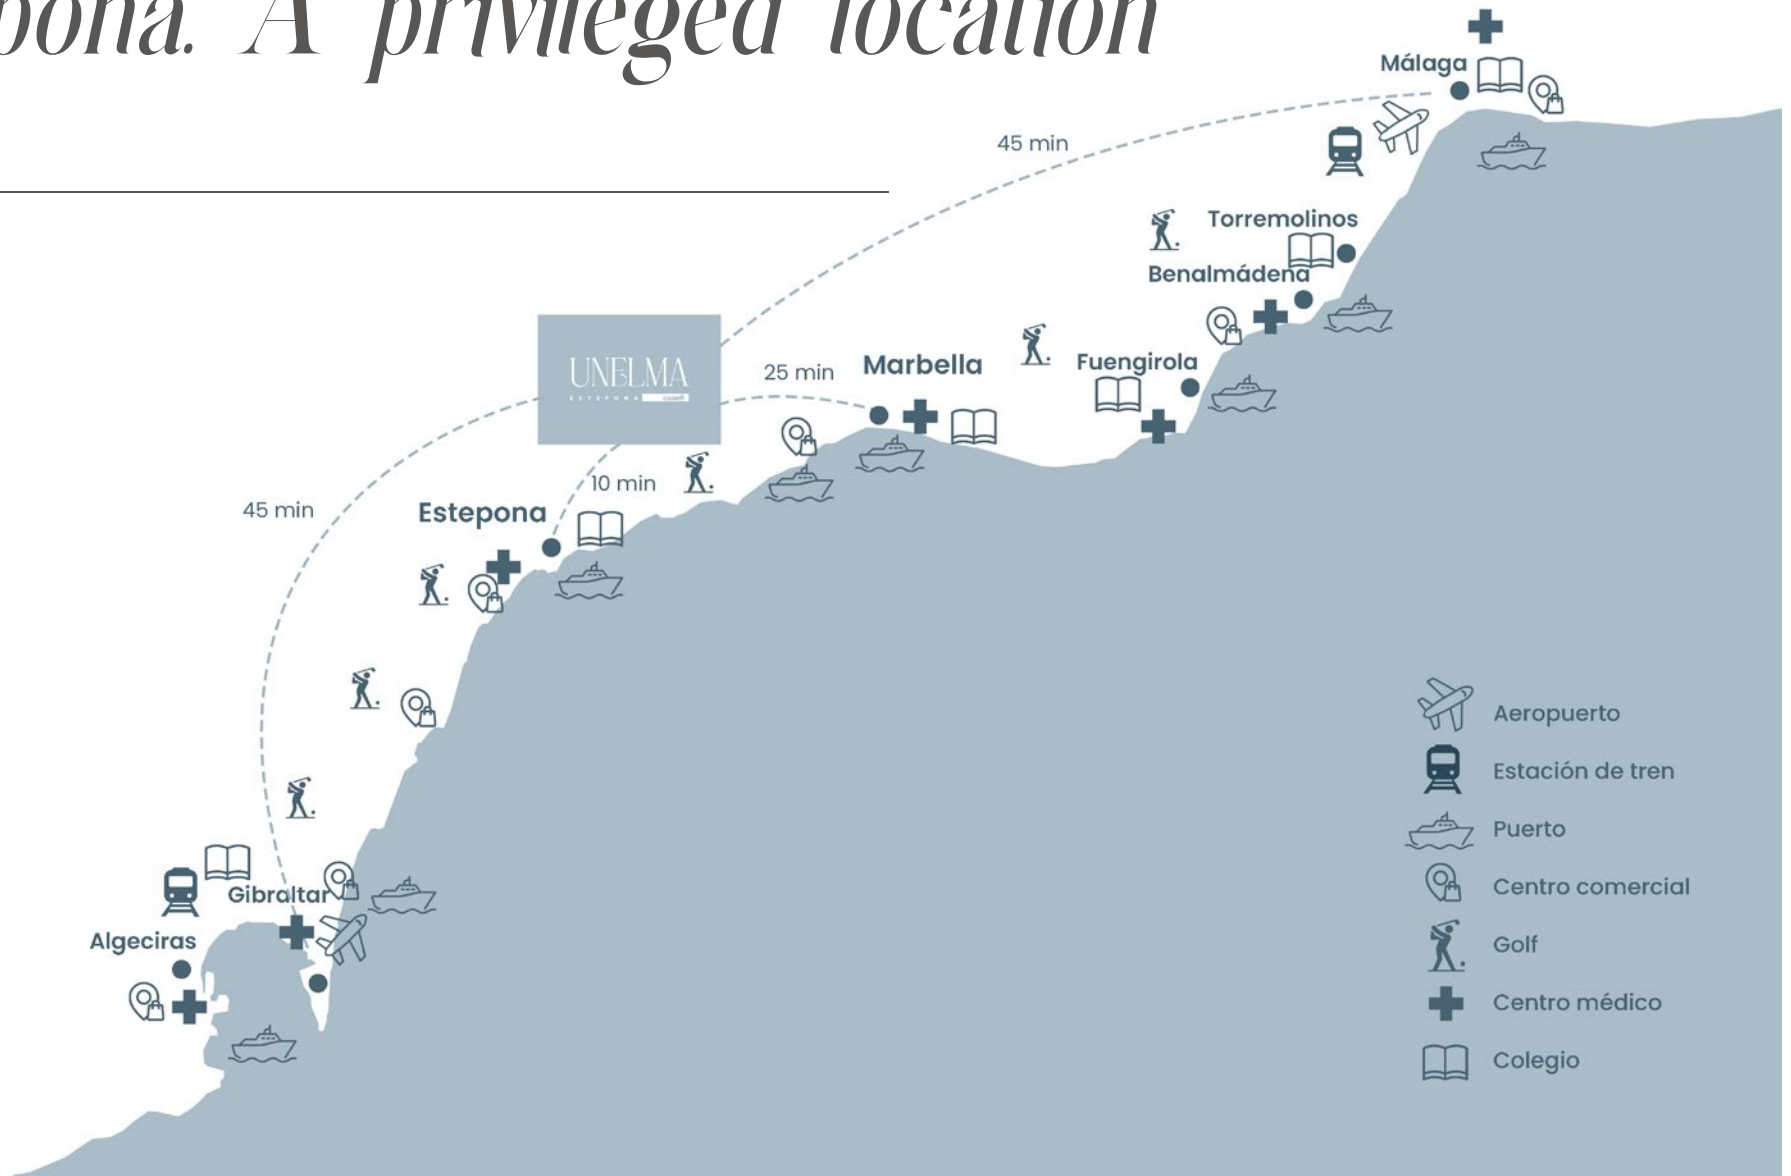 pona. A privileged location
Málaga
45 min
Torremolinos
Benalmádena
UNELMA
ESTEPONA
25 min
Marbella
Fuengirola
10 min
45 min
Estepona
Aeropuerto
Estación de tren
Puerto
Gibraltar
Centro comercial
Algeciras
Golf
Centro médico
Colegio